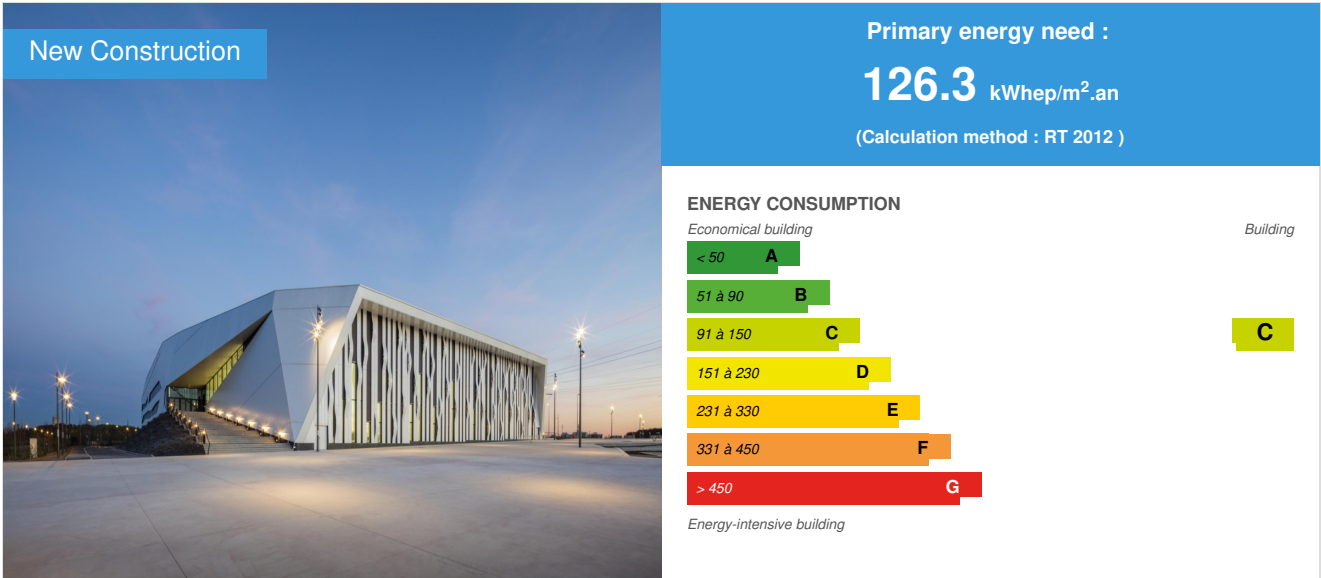 New Construction
Primary energy need :
126.3 kWhep/m².an
(Calculation method : RT 2012 )
ENERGY CONSUMPTION
Economical building
Building
< 50 A
51 à 90 B
91 à 150 C
C
151 à 230 D
231 à 330 E
331 à 450 F
> 450 G
Energy-intensive building